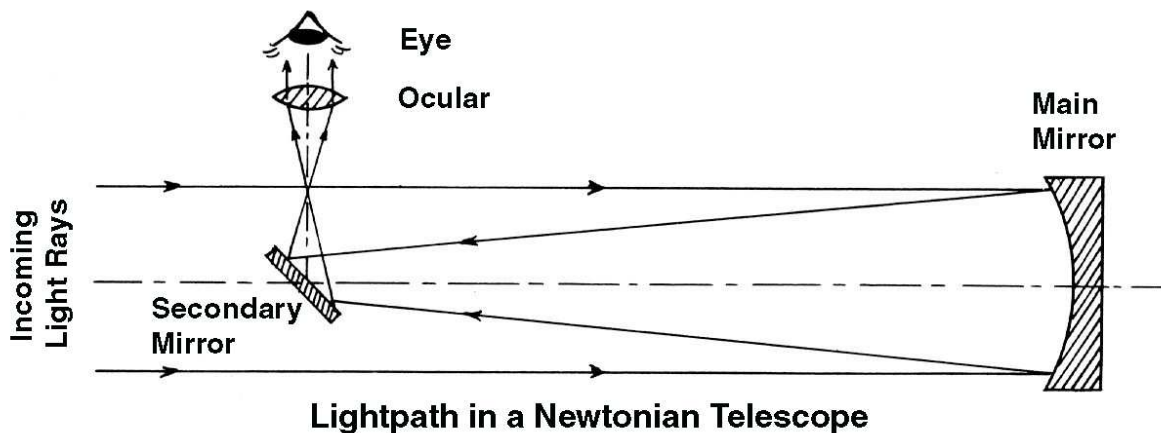 Eye
Ocular
Main
Mirror
Incoming
Light Rays
Secondary
Mirror
Lightpath in a Newtonian Telescope